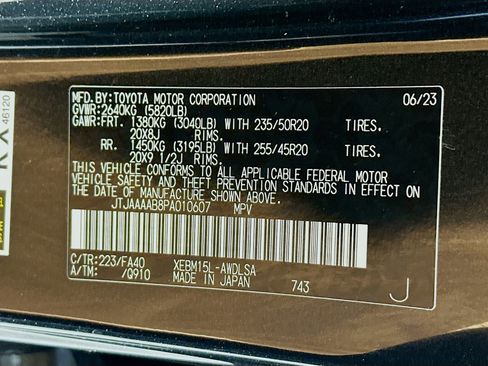 MFD.BY:TOYOTA MOTOR CORPORATION 06/23
GVWR:2640KG (5820LB)
GAWR:FRT. 1380KG (3040LB) WITH 235/50R20 TIRES,
20X8J RIMS.
RR. 1450KG (3195LB) WITH 255/45R20 TIRES,
20X9 1/2J RIMS.
THIS VEHICLE CONFORMS TO ALL APPLICABLE FEDERAL MOTOR
VEHICLE SAFETY AND THEFT PREVENTION STANDARDS IN EFFECT
ON THE DATE OF MANUFACTURE SHOWN ABOVE.
JTJAAAAB8PA010607 MPV
C/TR:223/FA40 XEBM15L-AWDLSA
A/TM: /Q910 MADE IN JAPAN 743 J
46120